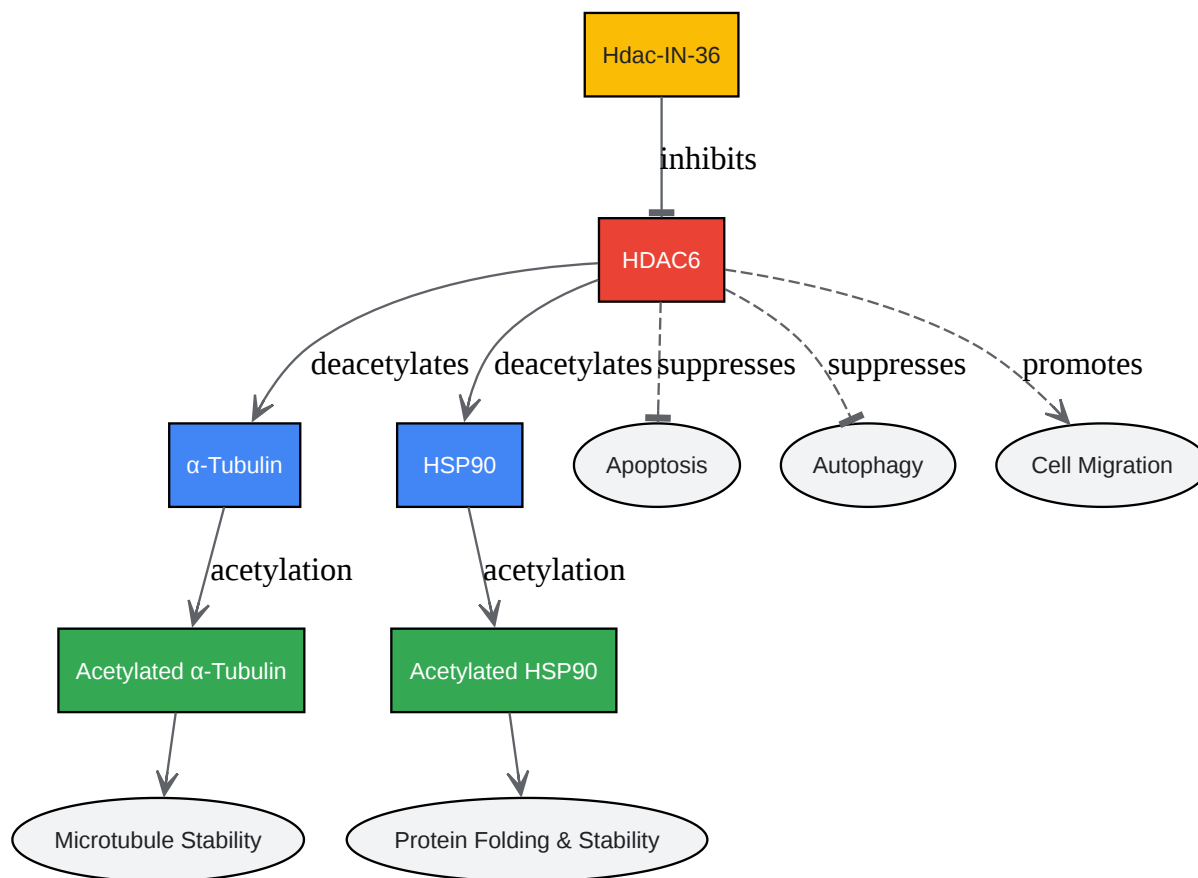 Hdac-IN-36
inhibits
HDAC6
deacetylates
deacetylates
suppresses
suppresses
promotes
α-Tubulin
HSP90
Apoptosis
Autophagy
Cell Migration
acetylation
acetylation
Acetylated α-Tubulin
Acetylated HSP90
Microtubule Stability
Protein Folding & Stability